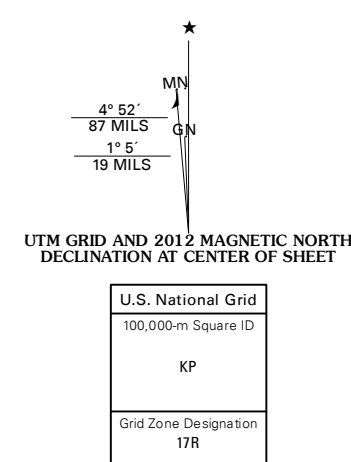 ★
MN
4° 52´
87 MILS
GN
1° 5´
19 MILS
UTM GRID AND 2012 MAGNETIC NORTH
DECLINATION AT CENTER OF SHEET
U.S. National Grid
100,000-m Square ID
KP
Grid Zone Designation
17R